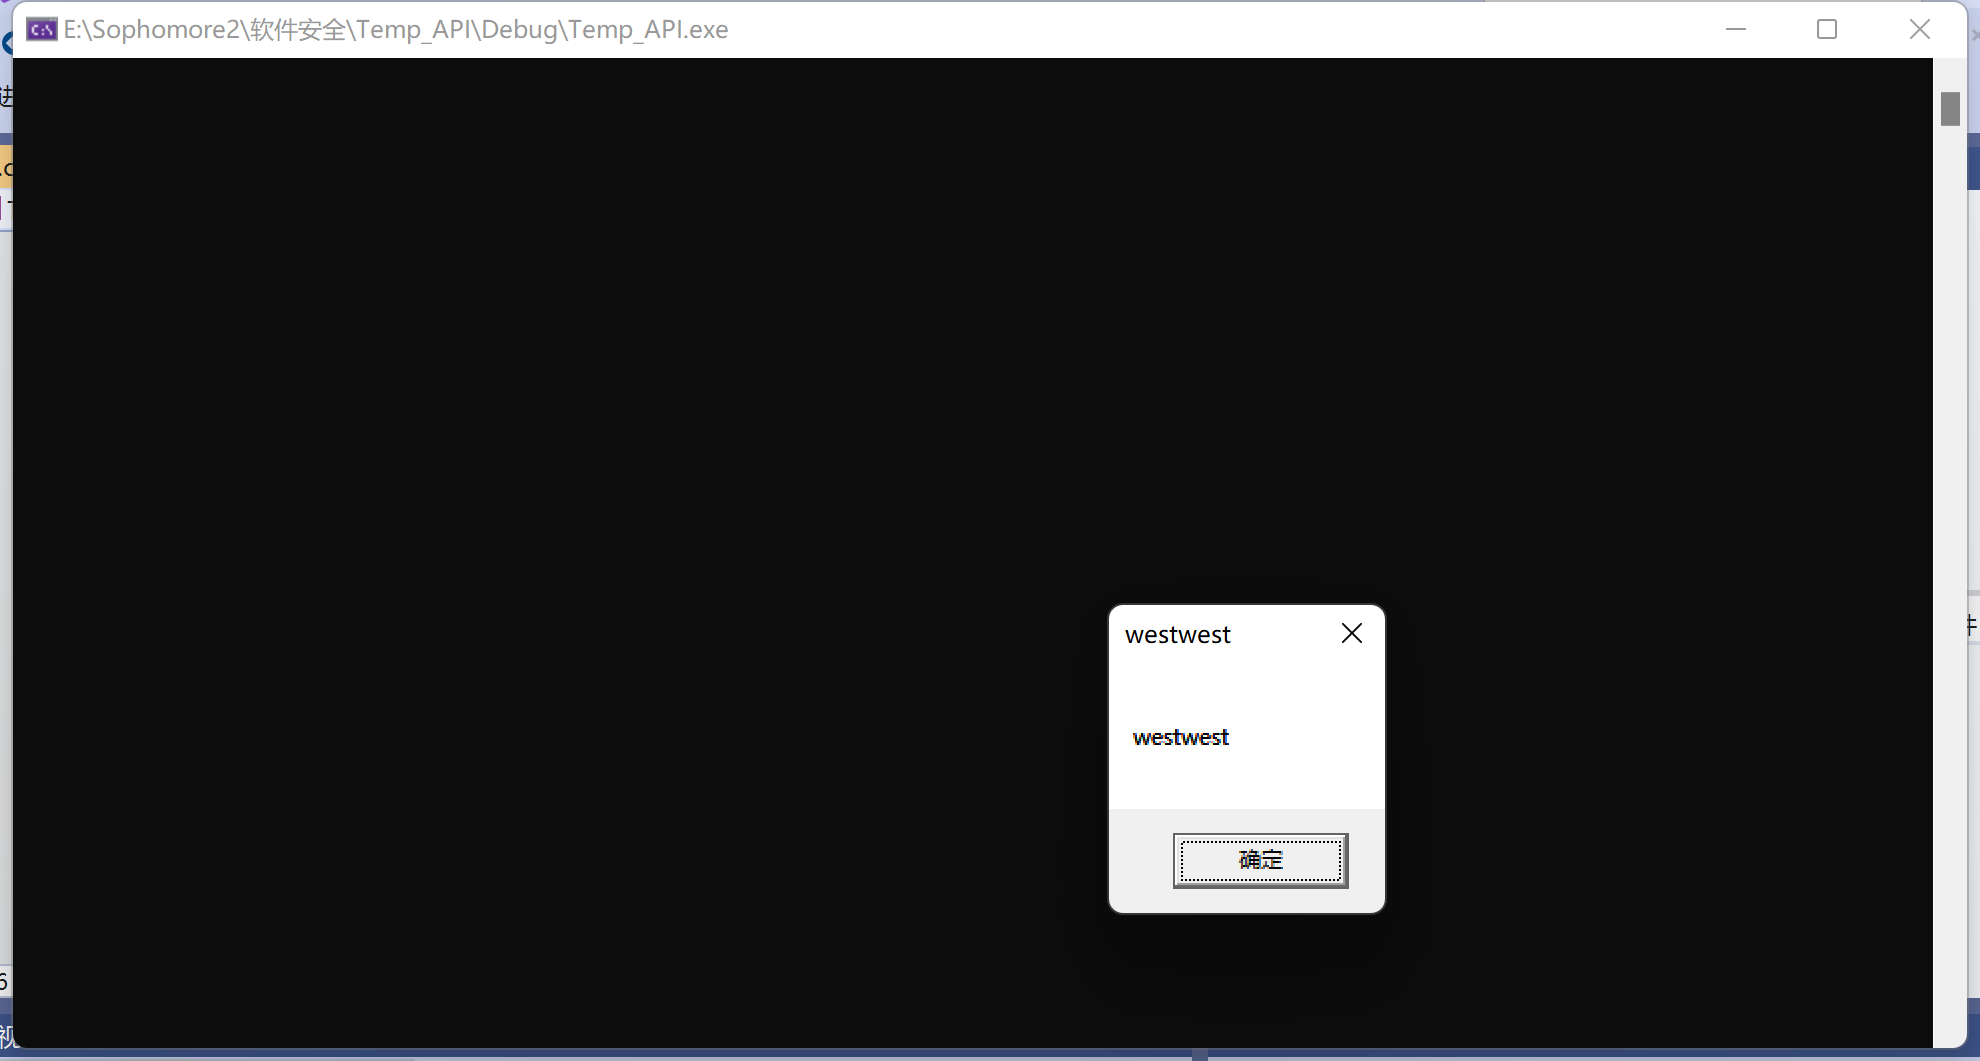 E:\Sophomore2\软件安全\Temp_API\Debug\Temp_API.exe
westwest
westwest
确定